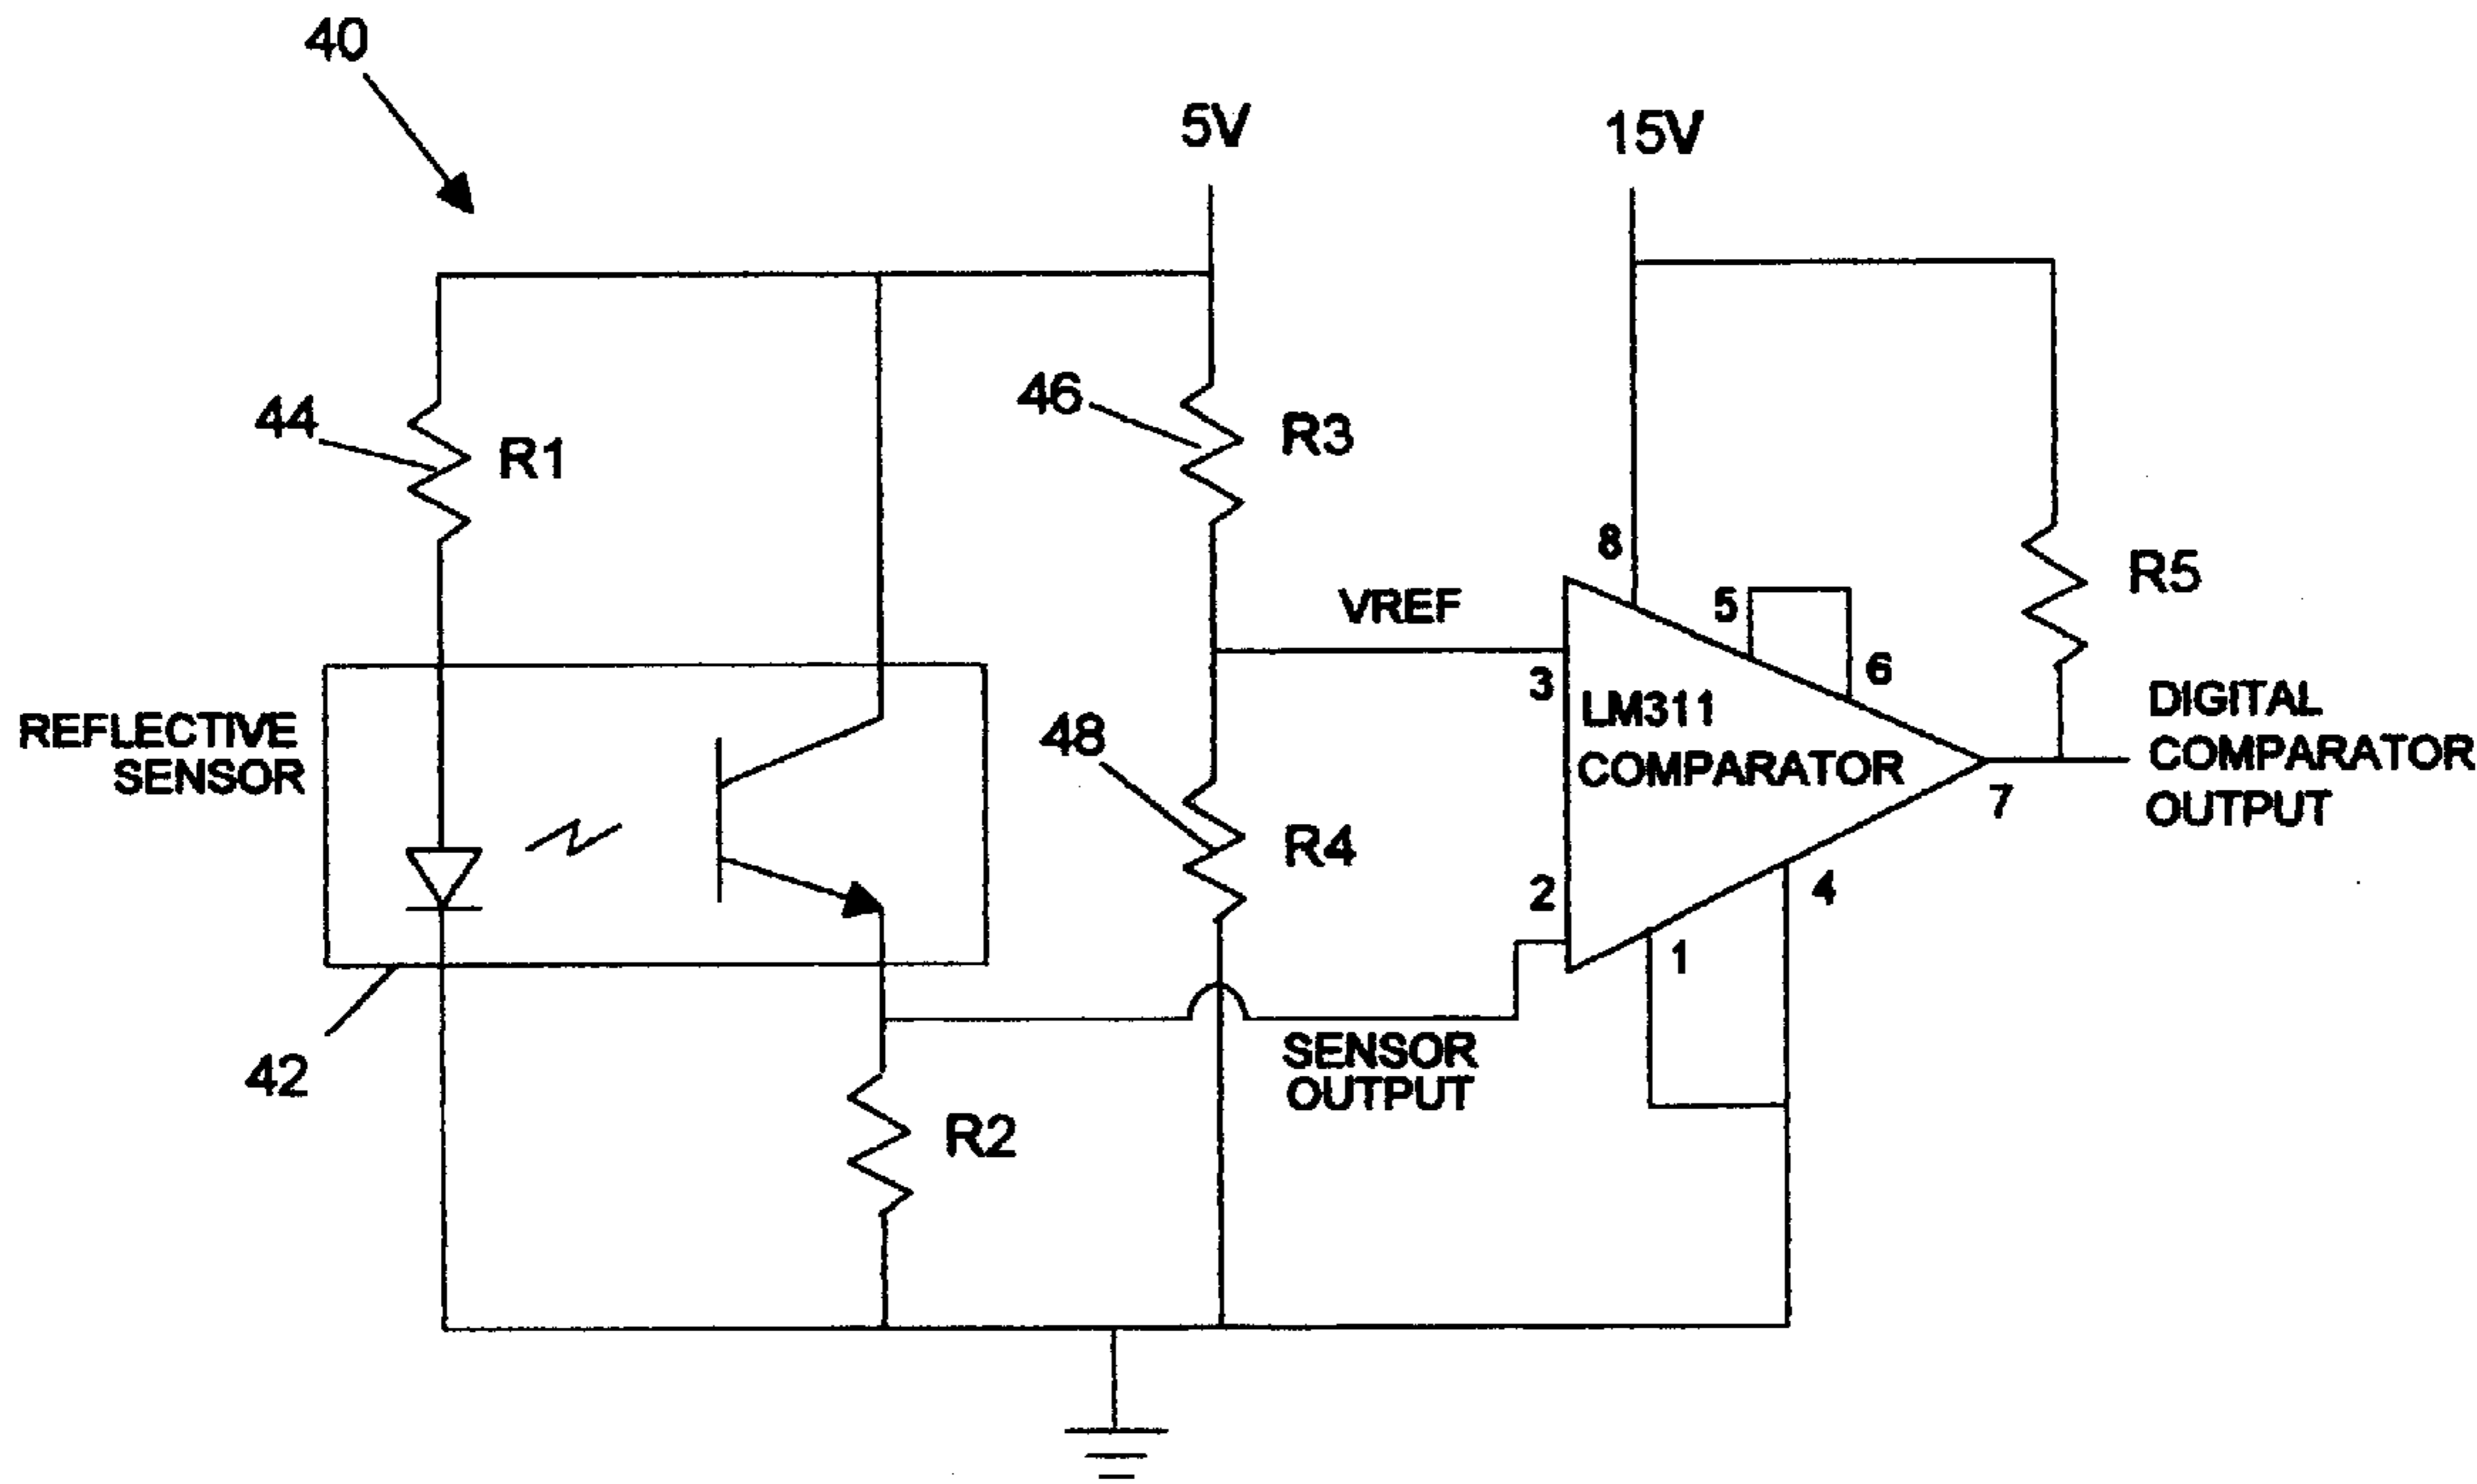 40
5V
15V
44
R1
46
R3
8
5
6
R5
VREF
3
LM311
COMPARATOR
REFLECTIVE
SENSOR
48
R4
2
DIGITAL
COMPARATOR
OUTPUT
7
4
1
42
SENSOR
OUTPUT
R2